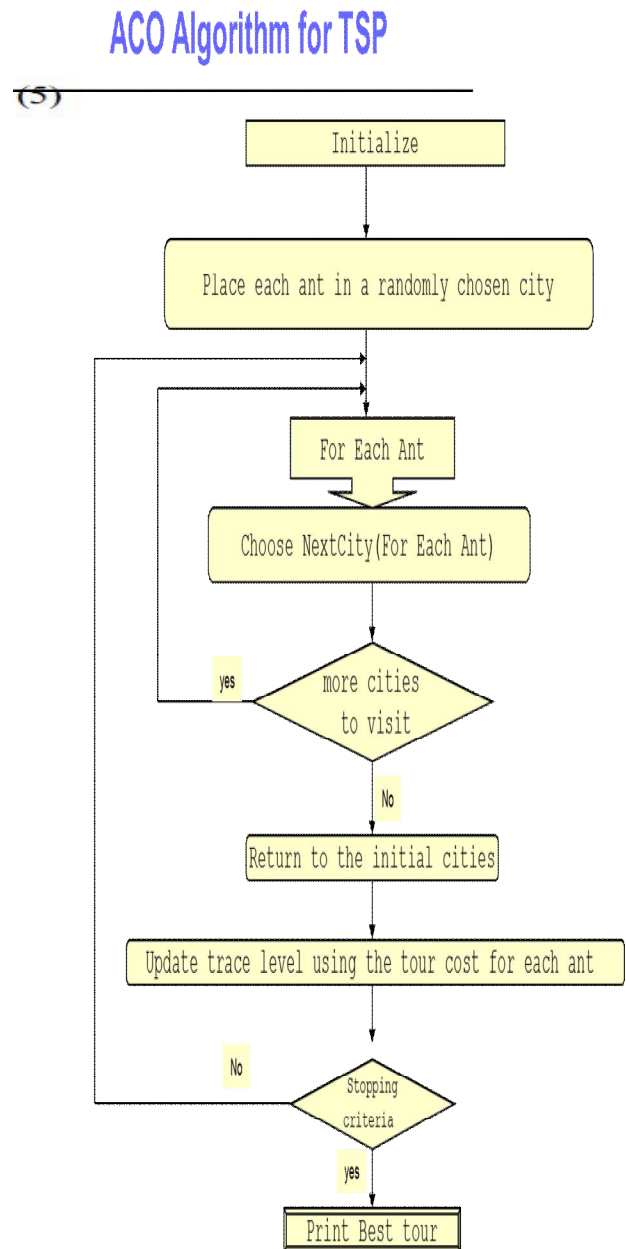 ACO Algorithm for TSP
(5)
Initialize
Place each ant in a randomly chosen city
For Each Ant
Choose NextCity(For Each Ant)
yes
more cities
to visit
No
Return to the initial cities
Update trace level using the tour cost for each ant
No
Stopping
criteria
yes
Print Best tour